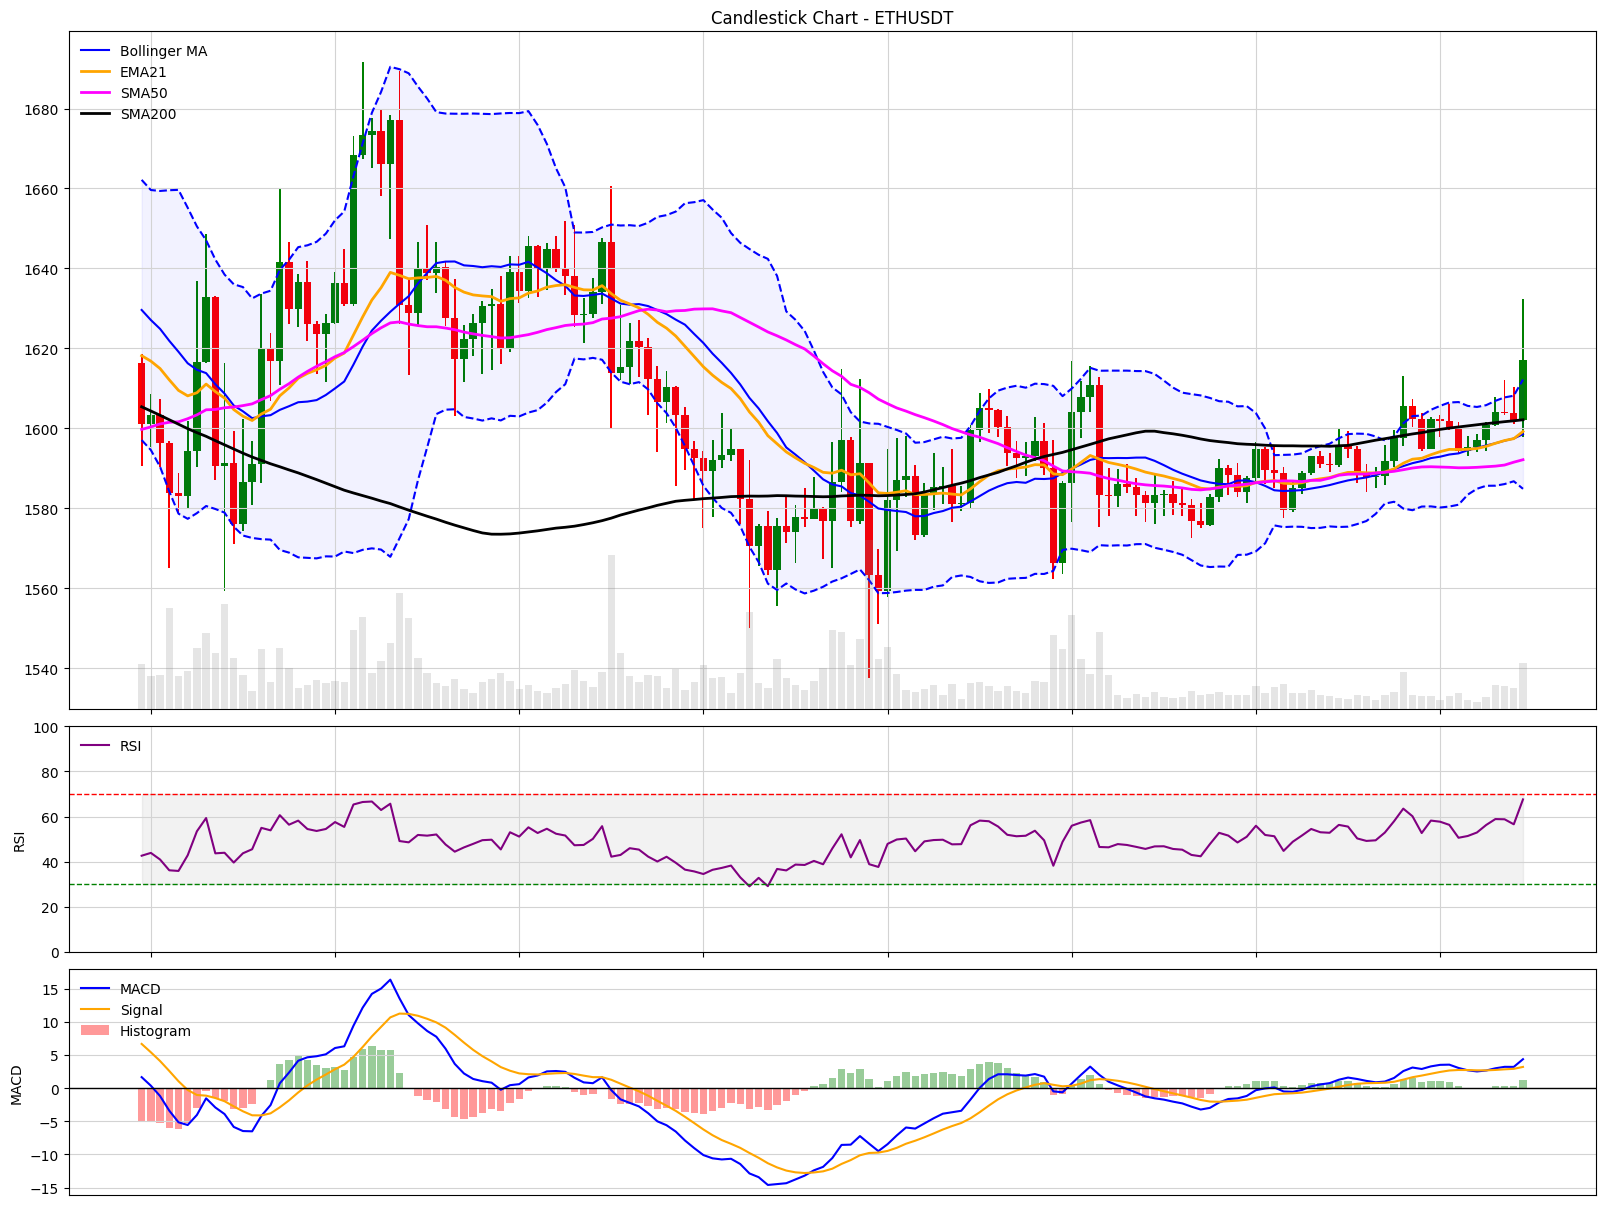 Candlestick Chart - ETHUSDT
Bollinger MA
EMA21
SMA50
SMA200
1680
1660
1640
1620
1600
1580
1560
1540
100
80
60
40
20
0
RSI
RSI
15
10
5
0
−5
−10
−15
MACD
MACD
Signal
Histogram